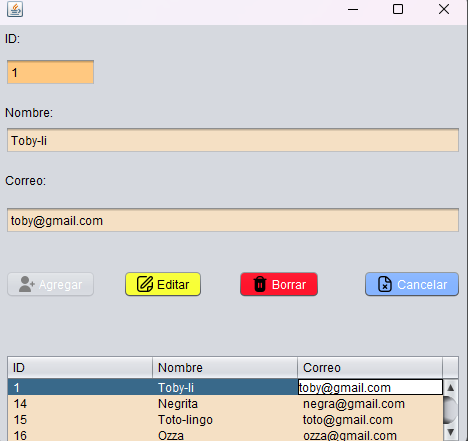 ID:
1
Nombre:
Toby-li
Correo:
toby@gmail.com
Agregar Editar Borrar Cancelar
ID Nombre Correo
1 Toby-li toby@gmail.com
14 Negrita negra@gmail.com
15 Toto-lingo toto@gmail.com
16 Ozza ozza@gmail.com